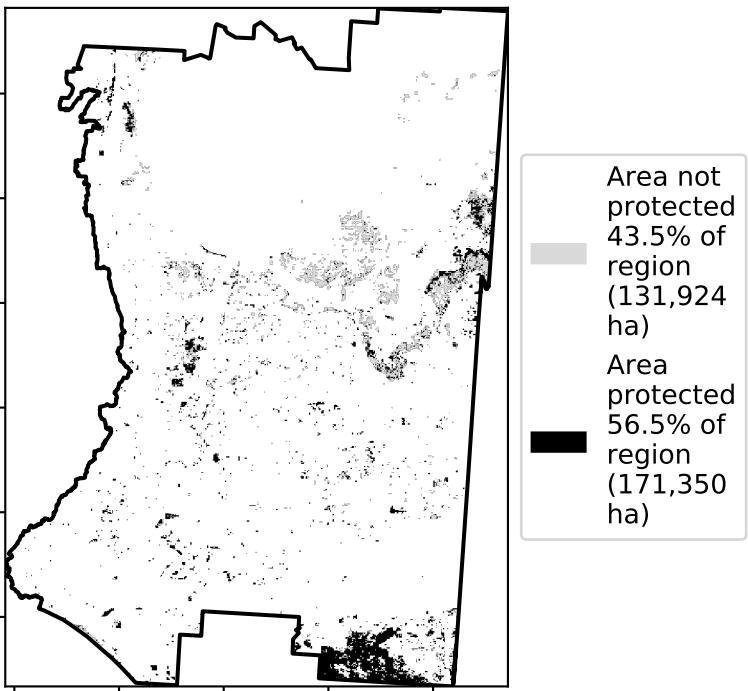 Area not
protected
43.5% of
region
(131,924
ha)
Area
protected
56.5% of
region
(171,350
ha)